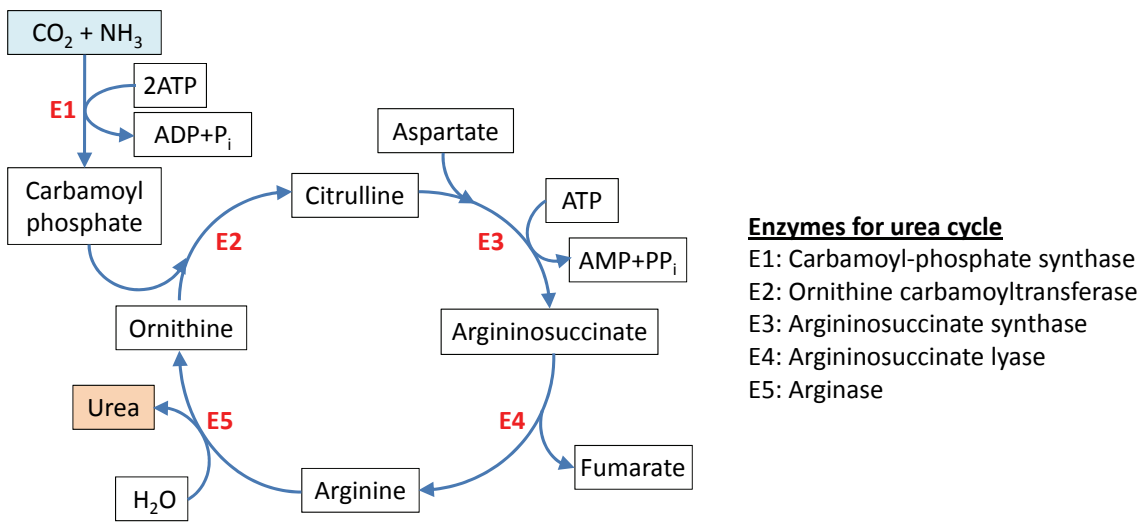 CO₂ + NH₃
2ATP
E1
ADP+Pᵢ
Aspartate
Carbamoyl
phosphate
Citrulline
ATP
E2
E3
AMP+PPᵢ
Ornithine
Argininosuccinate
Urea
E5
E4
Fumarate
H₂O
Arginine
Enzymes for urea cycle
E1: Carbamoyl-phosphate synthase
E2: Ornithine carbamoyltransferase
E3: Argininosuccinate synthase
E4: Argininosuccinate lyase
E5: Arginase